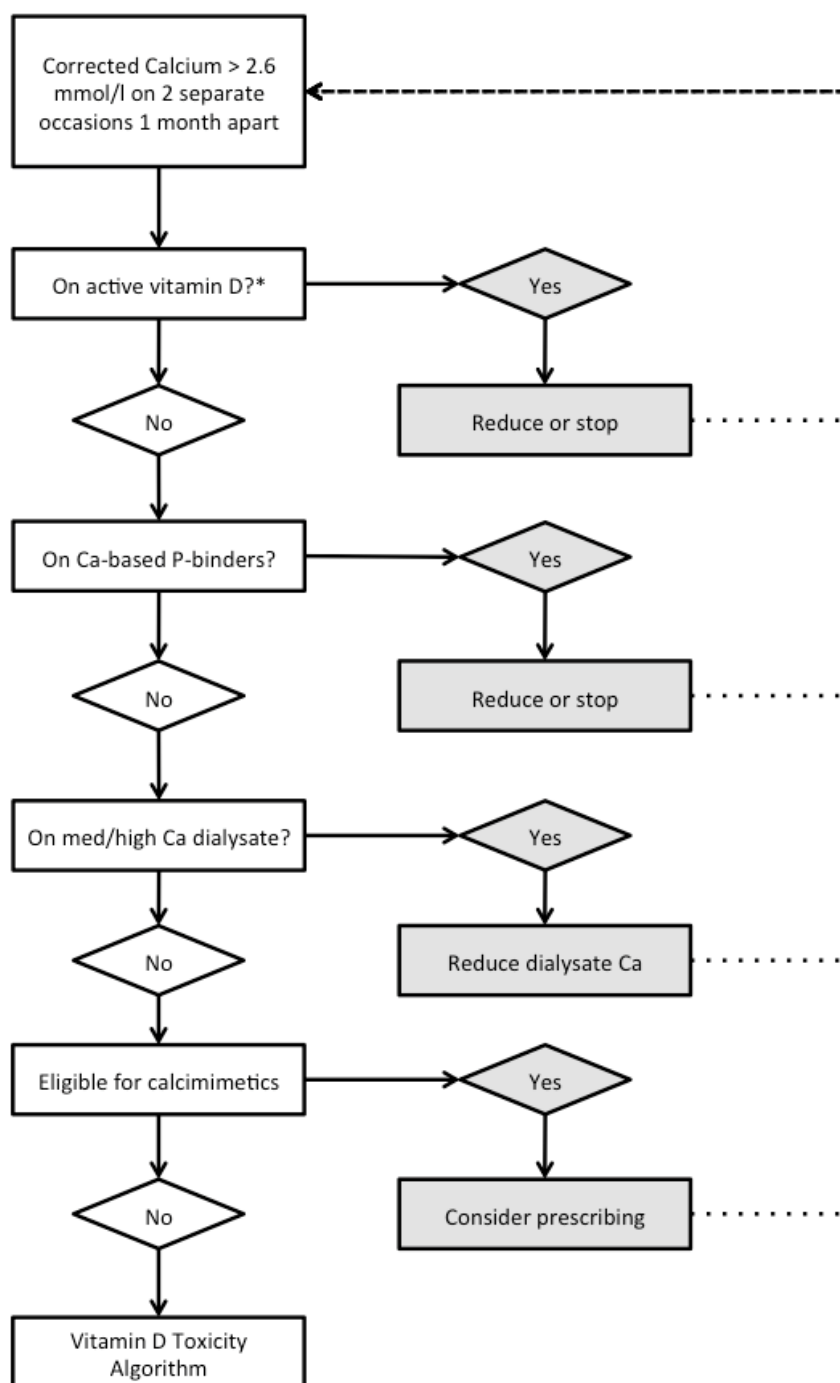 Corrected Calcium > 2.6
mmol/l on 2 separate
occasions 1 month apart
On active vitamin D?*
Yes
No
Reduce or stop
On Ca-based P-binders?
Yes
No
Reduce or stop
On med/high Ca dialysate?
Yes
No
Reduce dialysate Ca
Eligible for calcimimetics
Yes
No
Consider prescribing
Vitamin D Toxicity
Algorithm